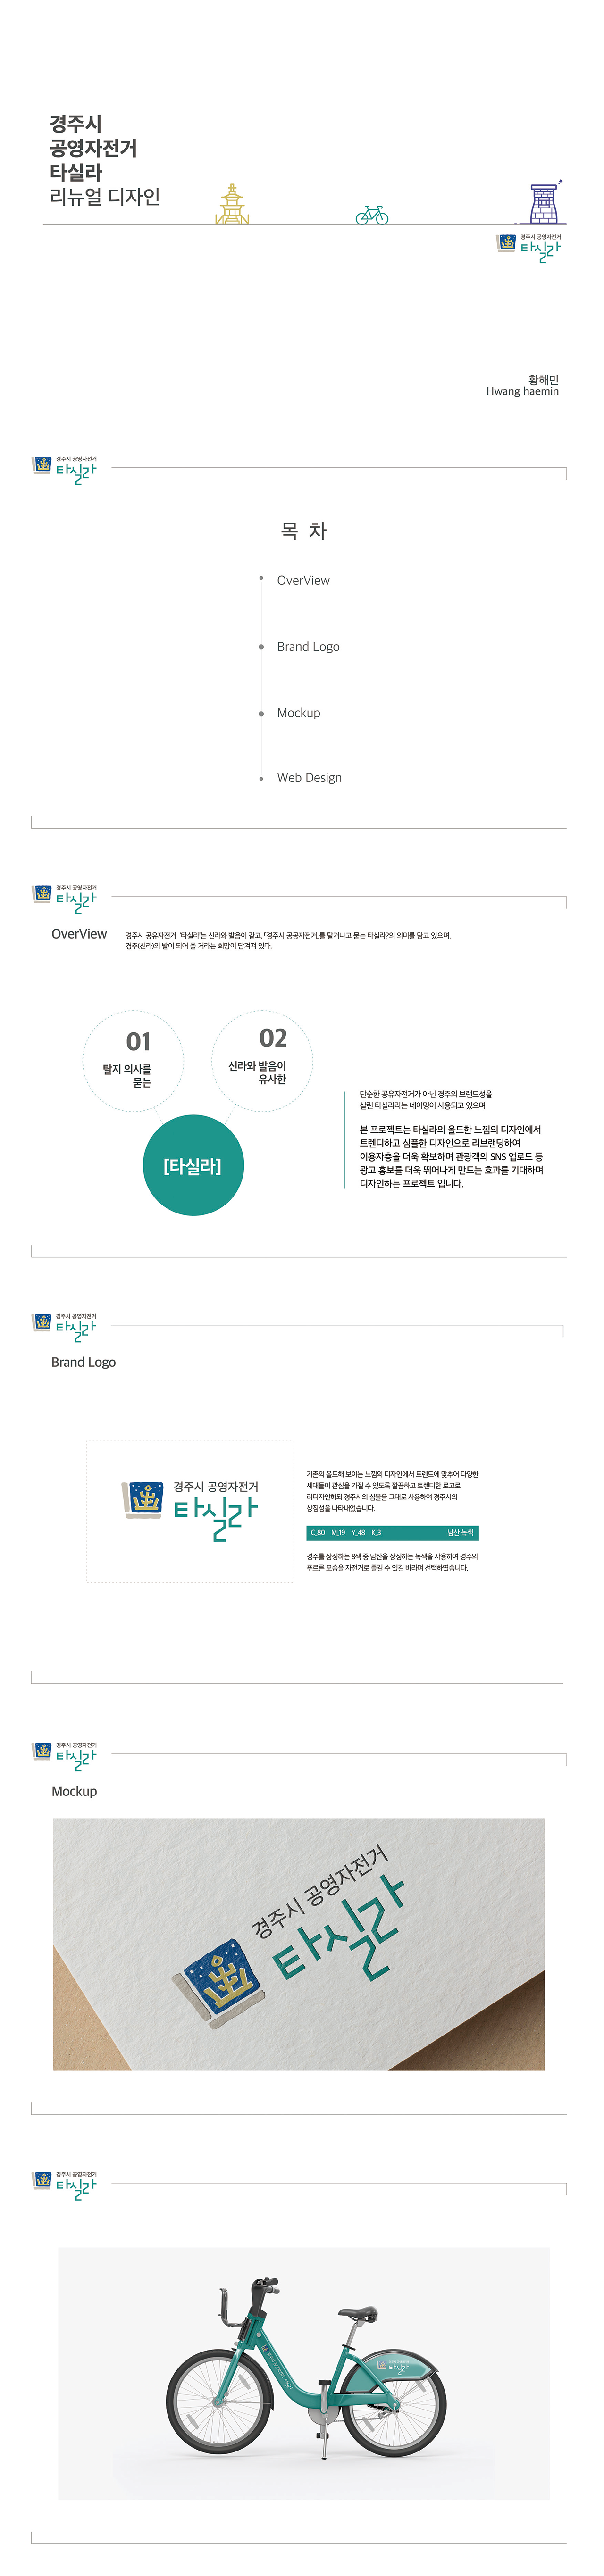 경주시
공영자전거
타실라
리뉴얼 디자인
경주시 공영자전거
타실라
황해민
Hwang haemin
경주시 공영자전거
타실라
목 차
OverView
Brand Logo
Mockup
Web Design
경주시 공영자전거
타실라
OverView
경주시 공유자전거 '타실라'는 신라와 발음이 같고, 「경주시 공공자전거」를 탈거냐고 묻는 타실라?의 의미를 담고 있으며,
경주(신라)의 발이 되어 줄 거라는 희망이 담겨져 있다.
01
탈지 의사를
묻는
02
신라와 발음이
유사한
[타실라]
단순한 공유자전거가 아닌 경주의 브랜드성을
살린 타실라라는 네이밍이 사용되고 있으며
본 프로젝트는 타실라의 올드한 느낌의 디자인에서
트렌디하고 심플한 디자인으로 리브랜딩하여
이용자층을 더욱 확보하며 관광객의 SNS 업로드 등
광고 홍보를 더욱 뛰어나게 만드는 효과를 기대하며
디자인하는 프로젝트 입니다.
경주시 공영자전거
타실라
Brand Logo
경주시 공영자전거
타실라
기존의 올드해 보이는 느낌의 디자인에서 트렌드에 맞추어 다양한
세대들이 관심을 가질 수 있도록 깔끔하고 트렌디한 로고로
리디자인하되 경주시의 심볼을 그대로 사용하여 경주시의
상징성을 나타내었습니다.
C_80 M_19 Y_48 K_3 남산 녹색
경주를 상징하는 8색 중 남산을 상징하는 녹색을 사용하여 경주의
푸르른 모습을 자전거로 즐길 수 있길 바라며 선택하였습니다.
경주시 공영자전거
타실라
Mockup
경주시 공영자전거
타실라
경주시 공영자전거
타실라
타실라